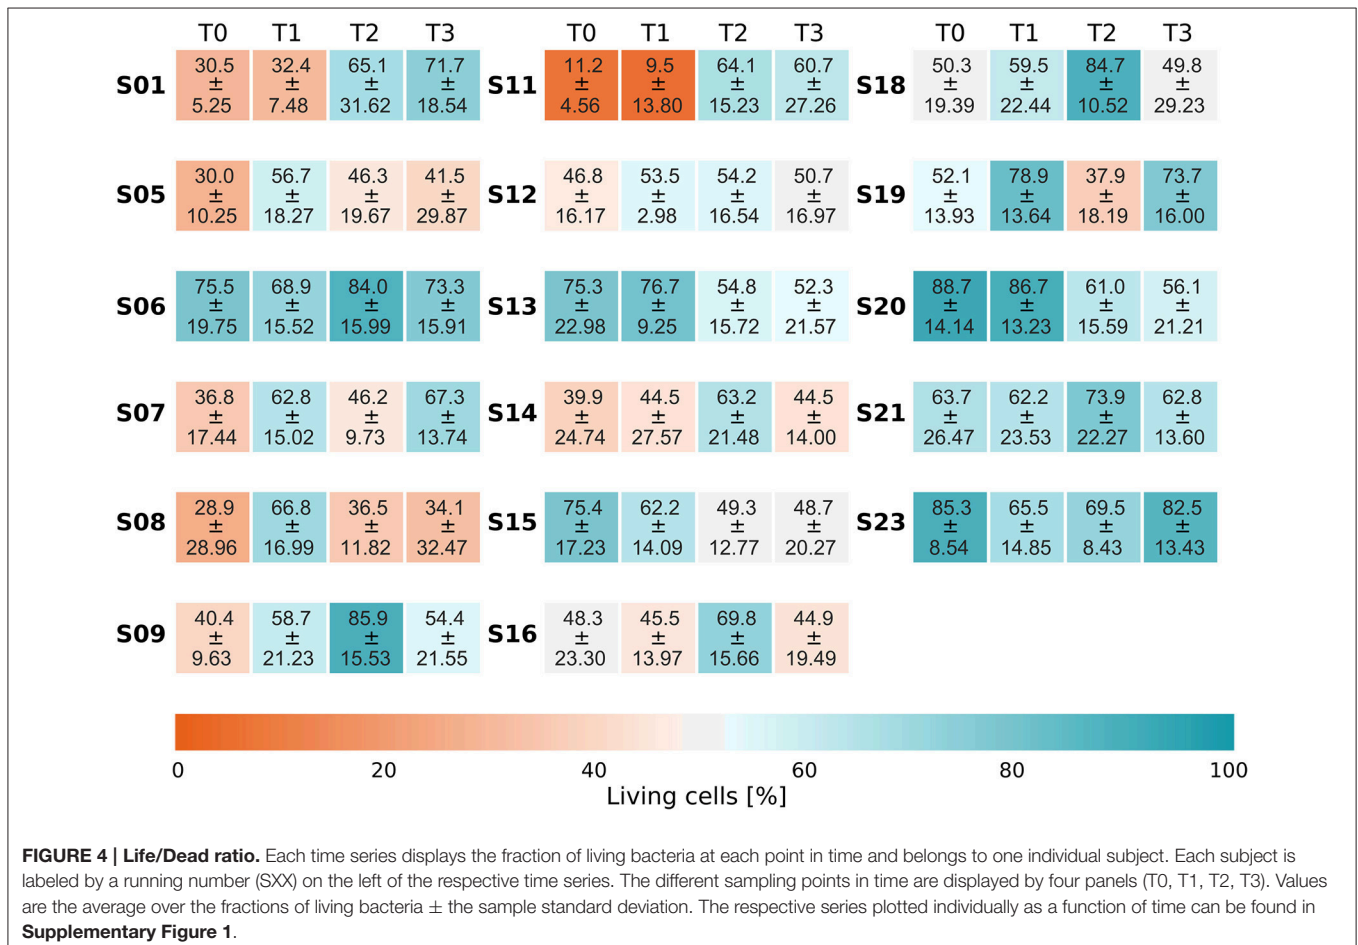 T0 T1 T2 T3 T0 T1 T2 T3 T0 T1 T2 T3
S01 30.5 ± 5.25 32.4 ± 7.48 65.1 ± 31.62 71.7 ± 18.54 S11 11.2 ± 4.56 9.5 ± 13.80 64.1 ± 15.23 60.7 ± 27.26 S18 50.3 ± 19.39 59.5 ± 22.44 84.7 ± 10.52 49.8 ± 29.23
S05 30.0 ± 10.25 56.7 ± 18.27 46.3 ± 19.67 41.5 ± 29.87 S12 46.8 ± 16.17 53.5 ± 2.98 54.2 ± 16.54 50.7 ± 16.97 S19 52.1 ± 13.93 78.9 ± 13.64 37.9 ± 18.19 73.7 ± 16.00
S06 75.5 ± 19.75 68.9 ± 15.52 84.0 ± 15.99 73.3 ± 15.91 S13 75.3 ± 22.98 76.7 ± 9.25 54.8 ± 15.72 52.3 ± 21.57 S20 88.7 ± 14.14 86.7 ± 13.23 61.0 ± 15.59 56.1 ± 21.21
S07 36.8 ± 17.44 62.8 ± 15.02 46.2 ± 9.73 67.3 ± 13.74 S14 39.9 ± 24.74 44.5 ± 27.57 63.2 ± 21.48 44.5 ± 14.00 S21 63.7 ± 26.47 62.2 ± 23.53 73.9 ± 22.27 62.8 ± 13.60
S08 28.9 ± 28.96 66.8 ± 16.99 36.5 ± 11.82 34.1 ± 32.47 S15 75.4 ± 17.23 62.2 ± 14.09 49.3 ± 12.77 48.7 ± 20.27 S23 85.3 ± 8.54 65.5 ± 14.85 69.5 ± 8.43 82.5 ± 13.43
S09 40.4 ± 9.63 58.7 ± 21.23 85.9 ± 15.53 54.4 ± 21.55 S16 48.3 ± 23.30 45.5 ± 13.97 69.8 ± 15.66 44.9 ± 19.49
0 20 40 60 80 100
Living cells [%]
FIGURE 4 | Life/Dead ratio. Each time series displays the fraction of living bacteria at each point in time and belongs to one individual subject. Each subject is
labeled by a running number (SXX) on the left of the respective time series. The different sampling points in time are displayed by four panels (T0, T1, T2, T3). Values
are the average over the fractions of living bacteria ± the sample standard deviation. The respective series plotted individually as a function of time can be found in
Supplementary Figure 1.